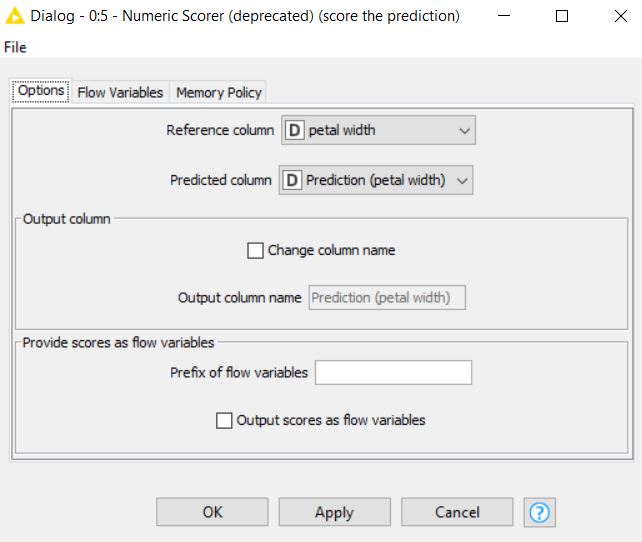 Dialog - 0:5 - Numeric Scorer (deprecated) (score the prediction)
File
Options Flow Variables Memory Policy
Reference column D petal width
Predicted column D Prediction (petal width)
Output column
Change column name
Output column name Prediction (petal width)
Provide scores as flow variables
Prefix of flow variables
Output scores as flow variables
OK Apply Cancel ?